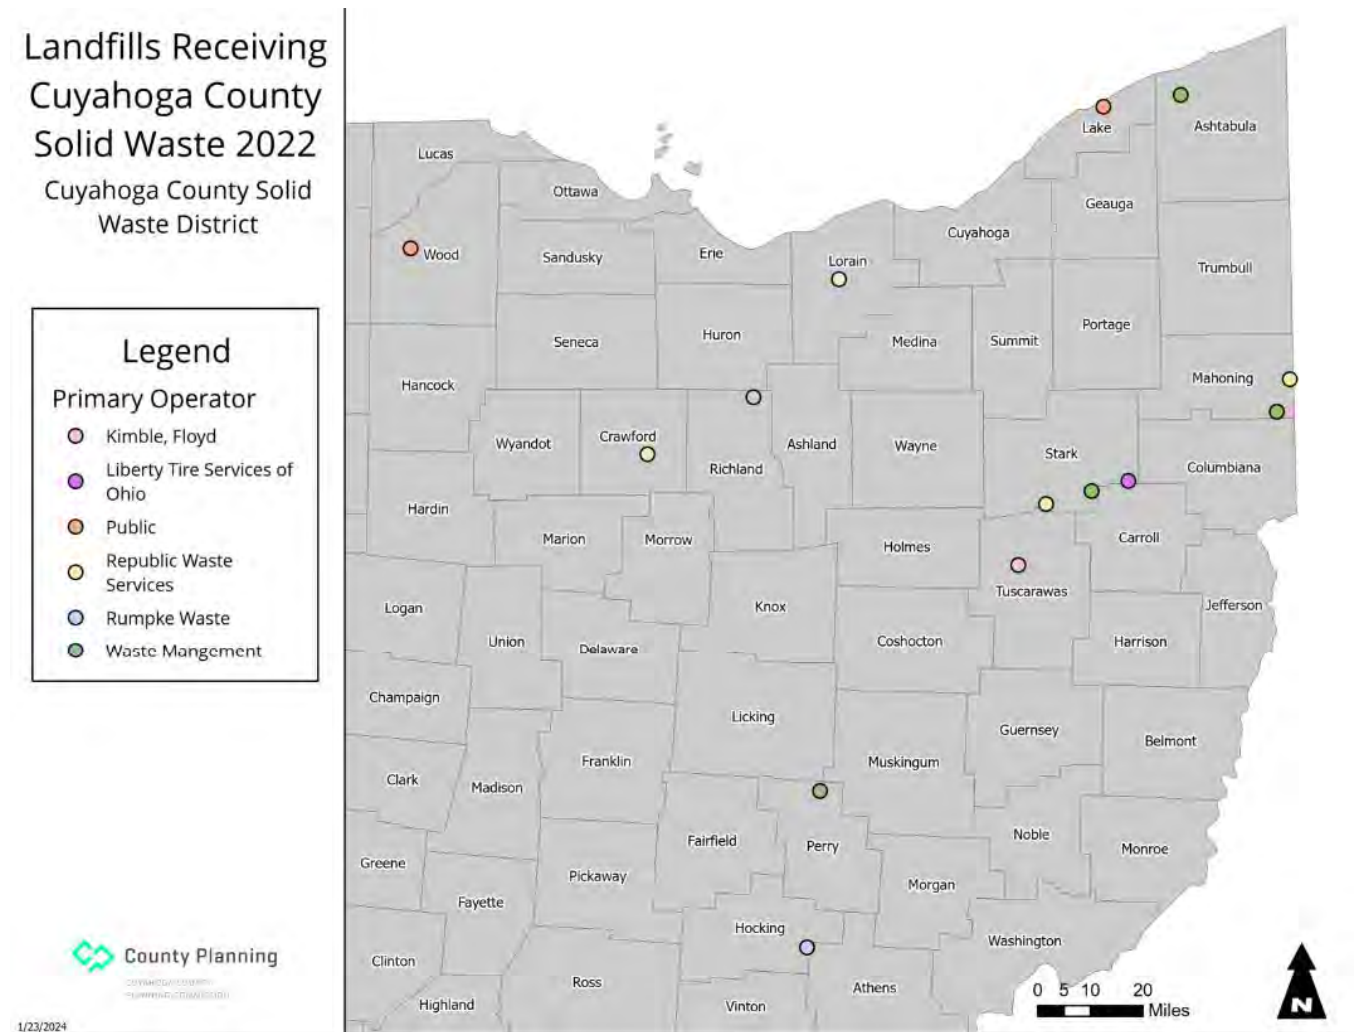 Landfills Receiving
Cuyahoga County
Solid Waste 2022
Cuyahoga County Solid
Waste District
Legend
Primary Operator
Kimble, Floyd
Liberty Tire Services of
Ohio
Public
Republic Waste
Services
Rumpke Waste
Waste Mangement
County Planning
1/23/2024
Lake
Ashtabula
Lucas
Ottawa
Geauga
Cuyahoga
Wood
Sandusky
Erie
Lorain
Trumbull
Seneca
Huron
Medina
Summit
Portage
Hancock
Mahoning
Wyandot
Crawford
Richland
Ashland
Wayne
Stark
Columbiana
Hardin
Marion
Morrow
Holmes
Carroll
Tuscarawas
Logan
Union
Knox
Jefferson
Delaware
Coshocton
Harrison
Champaign
Licking
Guernsey
Belmont
Clark
Madison
Franklin
Muskingum
Greene
Fairfield
Perry
Noble
Monroe
Fayette
Pickaway
Morgan
Hocking
Washington
Clinton
Ross
Athens
Highland
Vinton
0 5 10 20
Miles
N